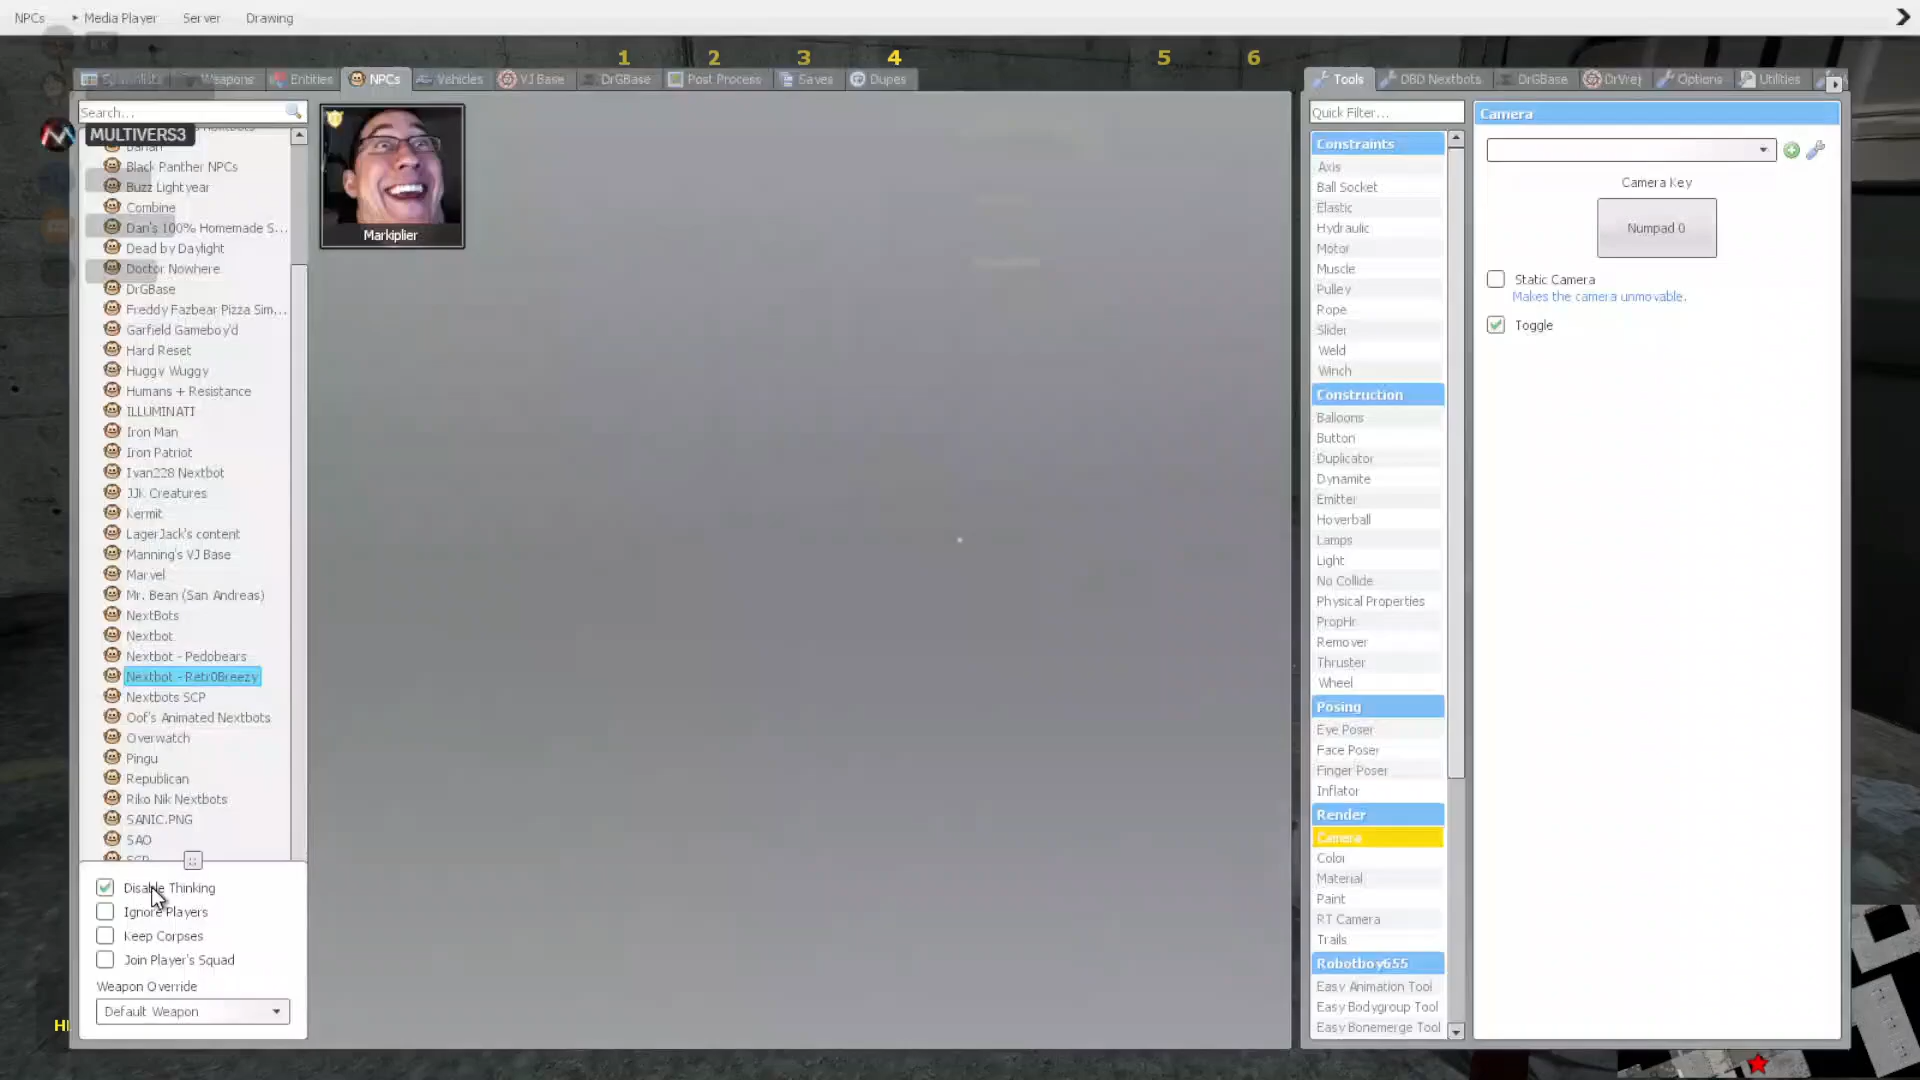 NPCs
Media Player
Server
Drawing
1
2
3
4
5
6
Weapons
Entities
NPCs
Vehicles
VJ Base
DrGBase
Post Process
Saves
Dupes
Tools
DBD Nextbots
DrGBase
DrVrej
Options
Utilities
Search...
MULTIVERS3
Black Panther NPCs
Buzz Lightyear
Combine
Dan's 100% Homemade S...
Dead by Daylight
Doctor Nowhere
DrGBase
Freddy Fazbear Pizza Sim...
Garfield Gameboy'd
Hard Reset
Huggy Wuggy
Humans + Resistance
ILLUMINATI
Iron Man
Iron Patriot
Ivan228 Nextbot
JJK Creatures
Kermit
LagerJack's content
Manning's VJ Base
Marvel
Mr. Bean (San Andreas)
NextBots
Nextbot
Nextbot - Pedobears
Nextbot - Retr0Breezy
Nextbots SCP
Oof's Animated Nextbots
Overwatch
Pingu
Republican
Riko Nik Nextbots
SANIC.PNG
SAO
SCP
Disable Thinking
Ignore Players
Keep Corpses
Join Player's Squad
Weapon Override
Default Weapon
Markiplier
Quick Filter...
Constraints
Axis
Ball Socket
Elastic
Hydraulic
Motor
Muscle
Pulley
Rope
Slider
Weld
Winch
Construction
Balloons
Button
Duplicator
Dynamite
Emitter
Hoverball
Lamps
Light
No Collide
Physical Properties
PropHr
Remover
Thruster
Wheel
Posing
Eye Poser
Face Poser
Finger Poser
Inflator
Render
Camera
Color
Material
Paint
RT Camera
Trails
Robotboy655
Easy Animation Tool
Easy Bodygroup Tool
Easy Bonemerge Tool
Camera
Camera Key
Numpad 0
Static Camera
Makes the camera unmovable.
Toggle